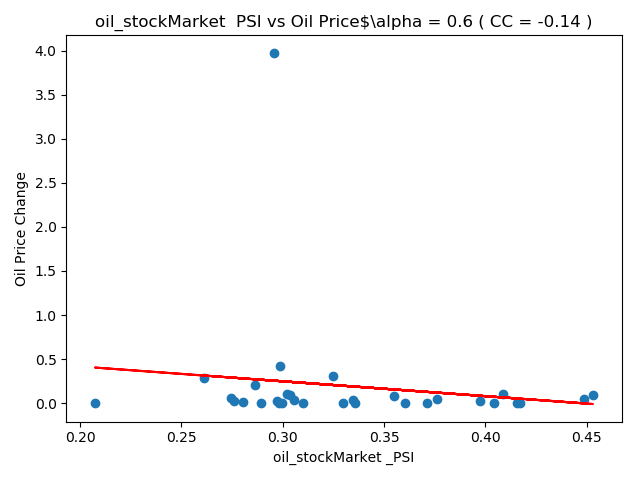 oil_stockMarket  PSI vs Oil Price$\alpha = 0.6 ( CC = -0.14 )
4.0
3.5
3.0
2.5
2.0
1.5
1.0
0.5
0.0
Oil Price Change
0.20 0.25 0.30 0.35 0.40 0.45
oil_stockMarket _PSI